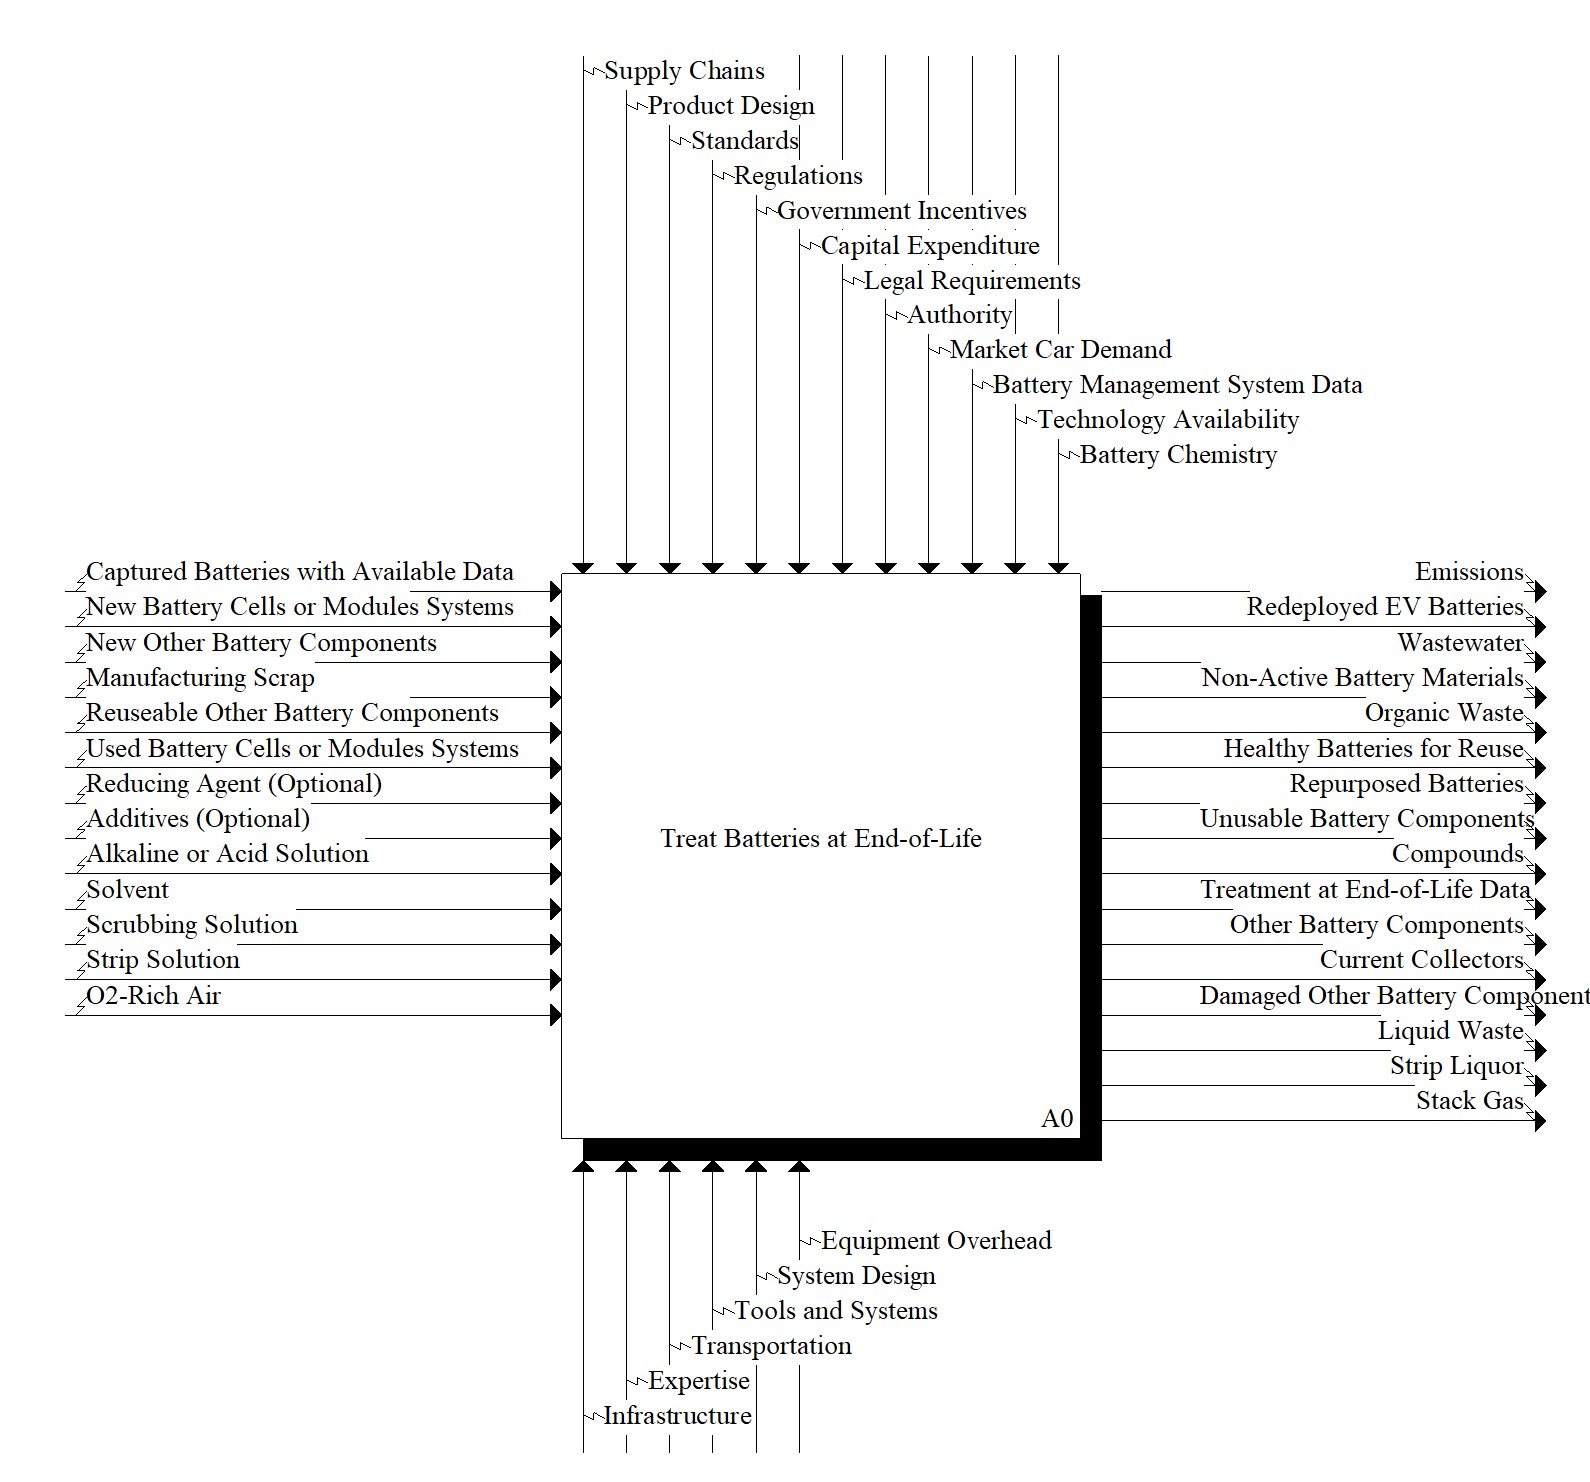 Supply Chains
Product Design
Standards
Regulations
Government Incentives
Capital Expenditure
Legal Requirements
Authority
Market Car Demand
Battery Management System Data
Technology Availability
Battery Chemistry
Captured Batteries with Available Data
New Battery Cells or Modules Systems
New Other Battery Components
Manufacturing Scrap
Reuseable Other Battery Components
Used Battery Cells or Modules Systems
Reducing Agent (Optional)
Additives (Optional)
Alkaline or Acid Solution
Solvent
Scrubbing Solution
Strip Solution
O2-Rich Air
Treat Batteries at End-of-Life
A0
Emissions
Redeployed EV Batteries
Wastewater
Non-Active Battery Materials
Organic Waste
Healthy Batteries for Reuse
Repurposed Batteries
Unusable Battery Components
Compounds
Treatment at End-of-Life Data
Other Battery Components
Current Collectors
Damaged Other Battery Component
Liquid Waste
Strip Liquor
Stack Gas
Equipment Overhead
System Design
Tools and Systems
Transportation
Expertise
Infrastructure